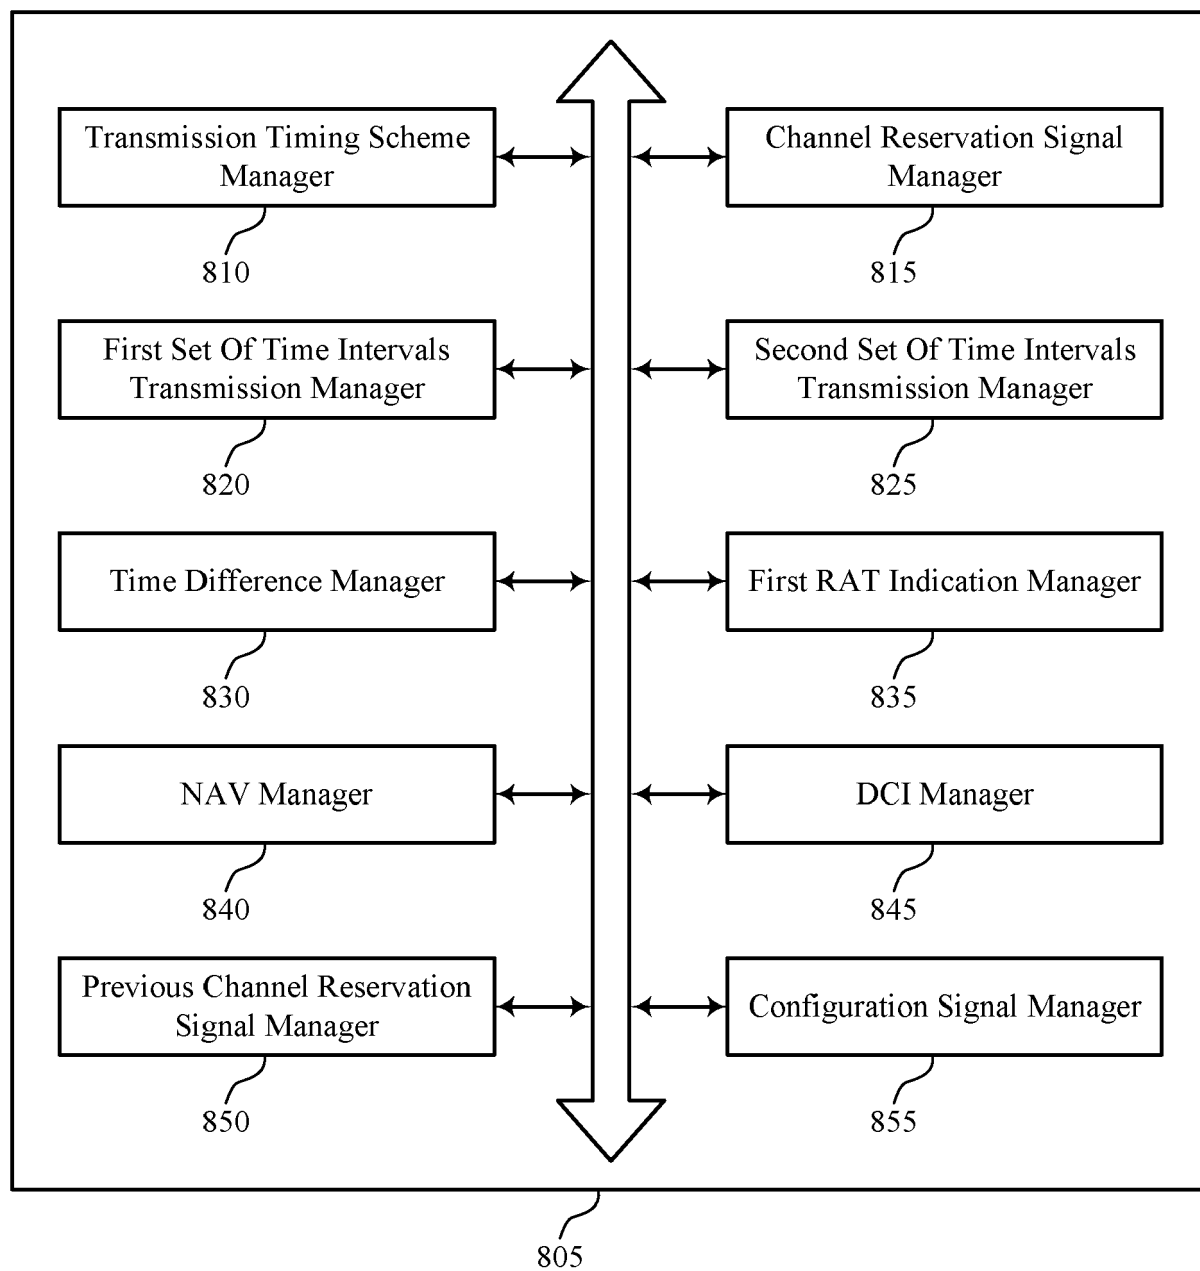 Transmission Timing Scheme
Manager
810
Channel Reservation Signal
Manager
815
First Set Of Time Intervals
Transmission Manager
820
Second Set Of Time Intervals
Transmission Manager
825
Time Difference Manager
830
First RAT Indication Manager
835
NAV Manager
840
DCI Manager
845
Previous Channel Reservation
Signal Manager
850
Configuration Signal Manager
855
805